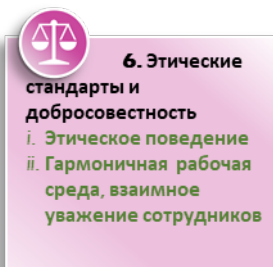 6. Этические
стандарты и
добросовестность
i. Этическое поведение
ii. Гармоничная рабочая
среда, взаимное
уважение сотрудников